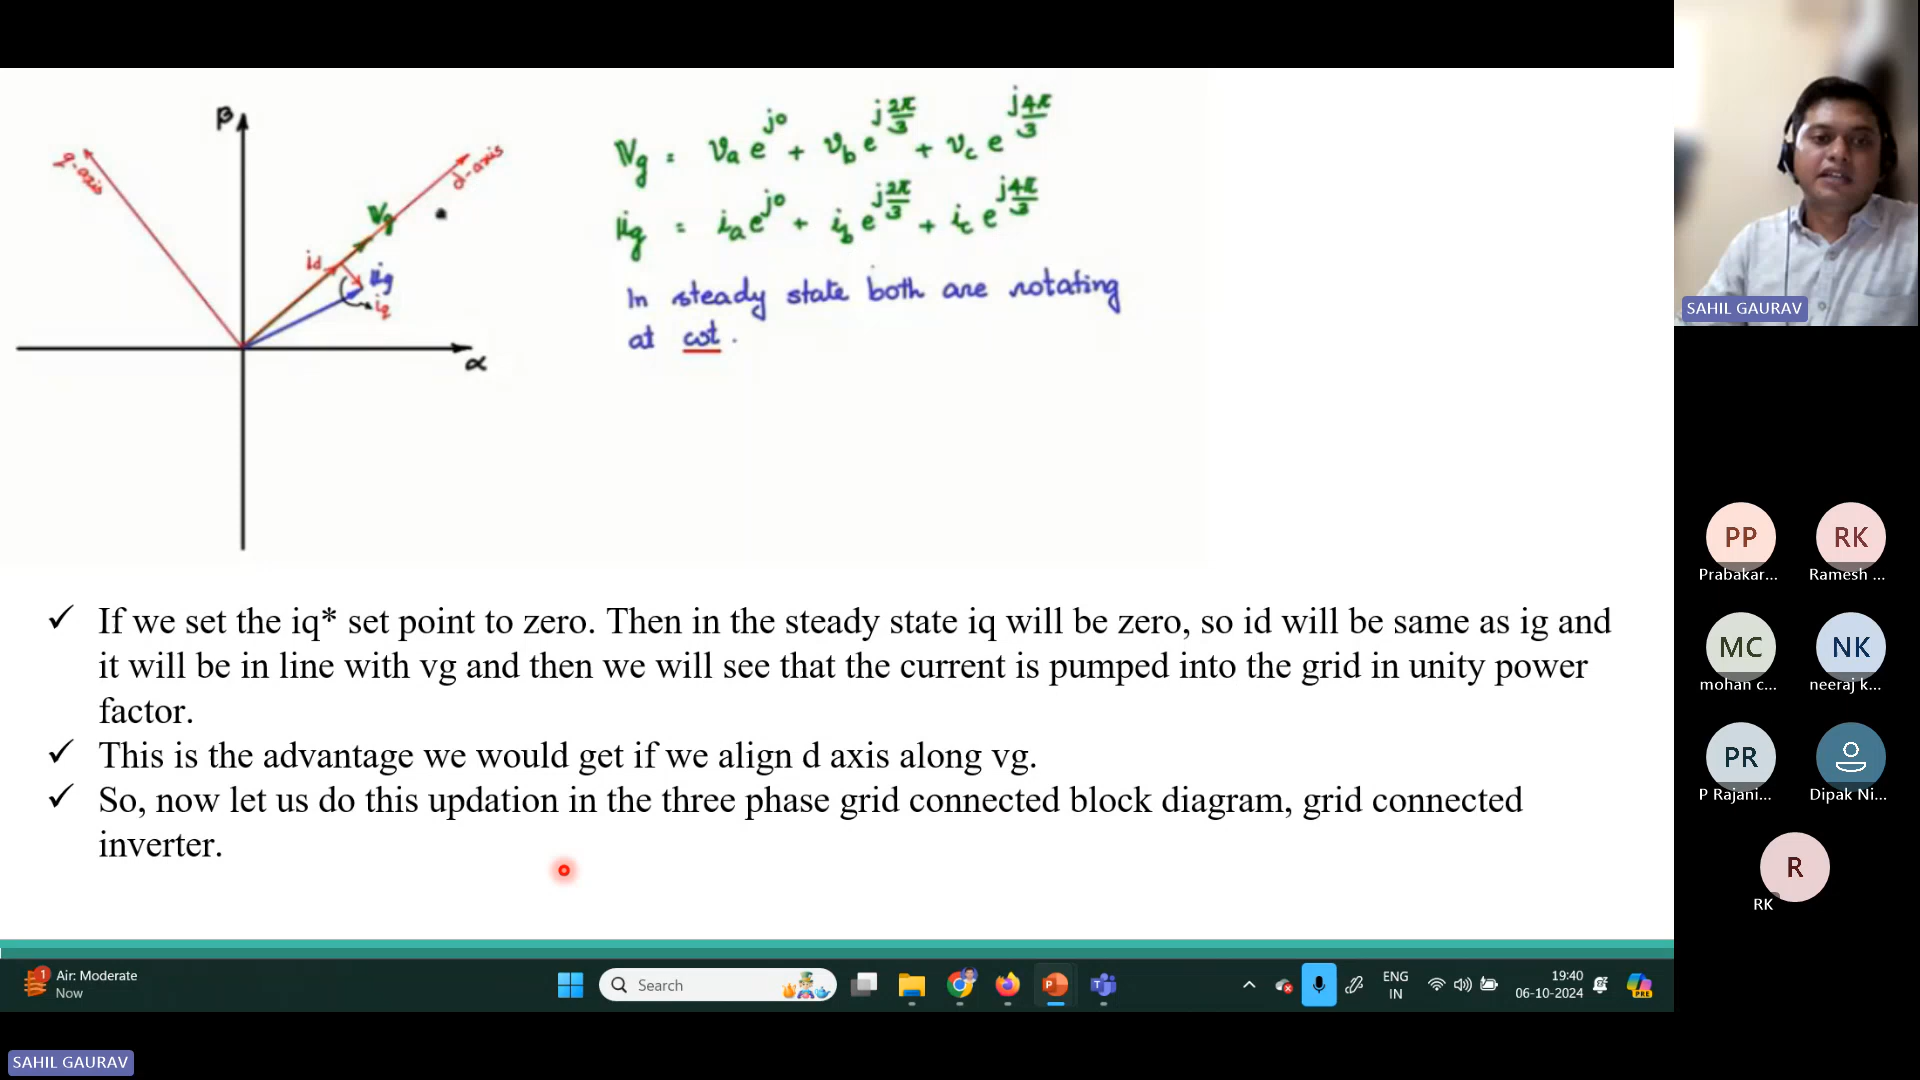 β
q-axis
d-axis
Vg
id
ig
iq
α
Vg = va e^j0 + vb e^j2π/3 + vc e^j4π/3
ig = ia e^j0 + ib e^j2π/3 + ic e^j4π/3
In steady state both are rotating
at ωt.
✓ If we set the iq* set point to zero. Then in the steady state iq will be zero, so id will be same as ig and
it will be in line with vg and then we will see that the current is pumped into the grid in unity power
factor.
✓ This is the advantage we would get if we align d axis along vg.
✓ So, now let us do this updation in the three phase grid connected block diagram, grid connected
inverter.
SAHIL GAURAV
PP RK
Prabakar... Ramesh ...
MC NK
mohan c... neeraj k...
PR
P Rajani... Dipak Ni...
R
RK
1
Air: Moderate
Now
Search
P
T
ENG
IN
19:40
06-10-2024
PRE
SAHIL GAURAV